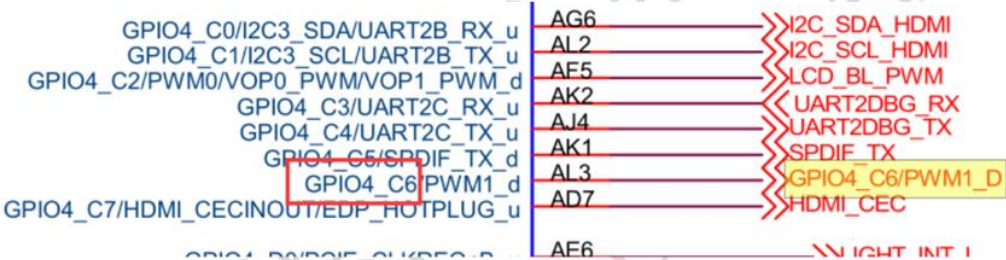 GPIO4_C0/I2C3_SDA/UART2B_RX_u AG6 I2C_SDA_HDMI
GPIO4_C1/I2C3_SCL/UART2B_TX_u AL2 I2C_SCL_HDMI
GPIO4_C2/PWM0/VOP0_PWM/VOP1_PWM_d AF5 LCD_BL_PWM
GPIO4_C3/UART2C_RX_u AK2 UART2DBG_RX
GPIO4_C4/UART2C_TX_u AJ4 UART2DBG_TX
GPIO4_C5/SPDIF_TX_d AK1 SPDIF_TX
GPIO4_C6/PWM1_d AL3 GPIO4_C6/PWM1_D
GPIO4_C7/HDMI_CECINOUT/EDP_HOTPLUG_u AD7 HDMI_CEC
AE6